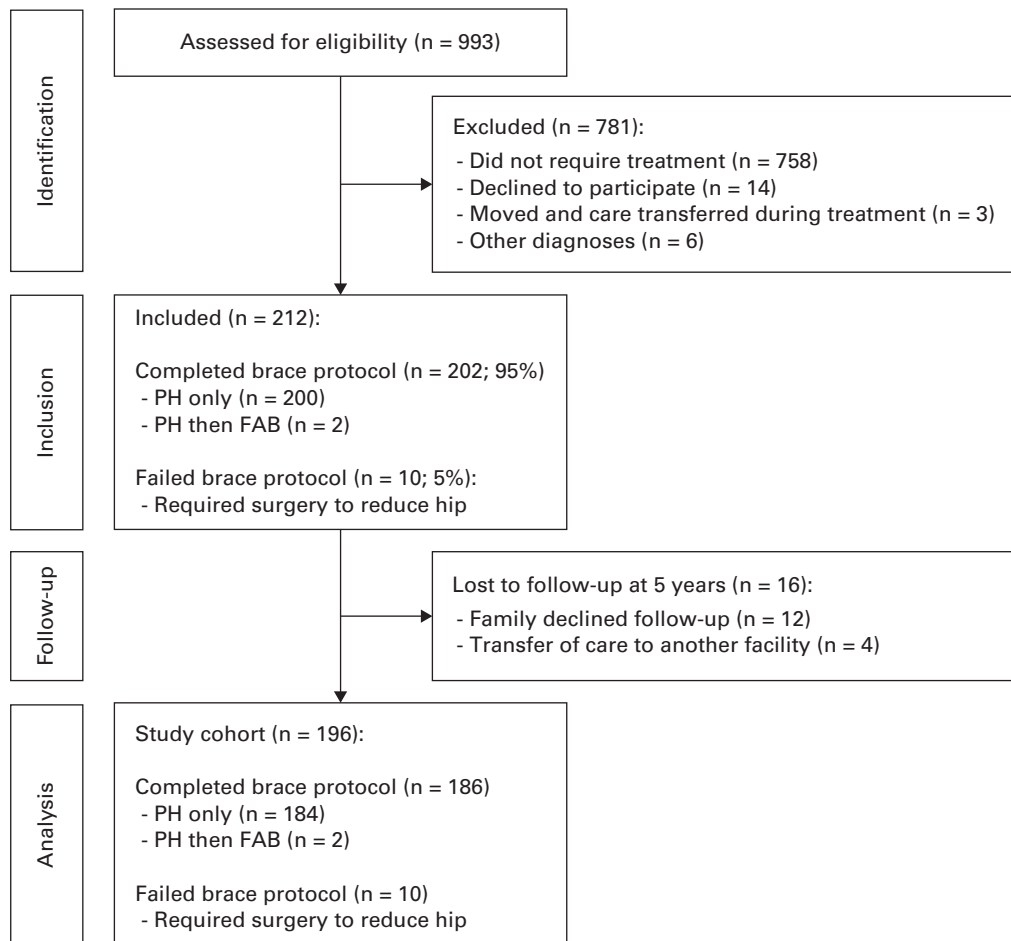 Identification
Assessed for eligibility (n = 993)
Excluded (n = 781):
- Did not require treatment (n = 758)
- Declined to participate (n = 14)
- Moved and care transferred during treatment (n = 3)
- Other diagnoses (n = 6)
Inclusion
Included (n = 212):
Completed brace protocol (n = 202; 95%)
- PH only (n = 200)
- PH then FAB (n = 2)
Failed brace protocol (n = 10; 5%):
- Required surgery to reduce hip
Follow-up
Lost to follow-up at 5 years (n = 16):
- Family declined follow-up (n = 12)
- Transfer of care to another facility (n = 4)
Analysis
Study cohort (n = 196):
Completed brace protocol (n = 186)
- PH only (n = 184)
- PH then FAB (n = 2)
Failed brace protocol (n = 10)
- Required surgery to reduce hip